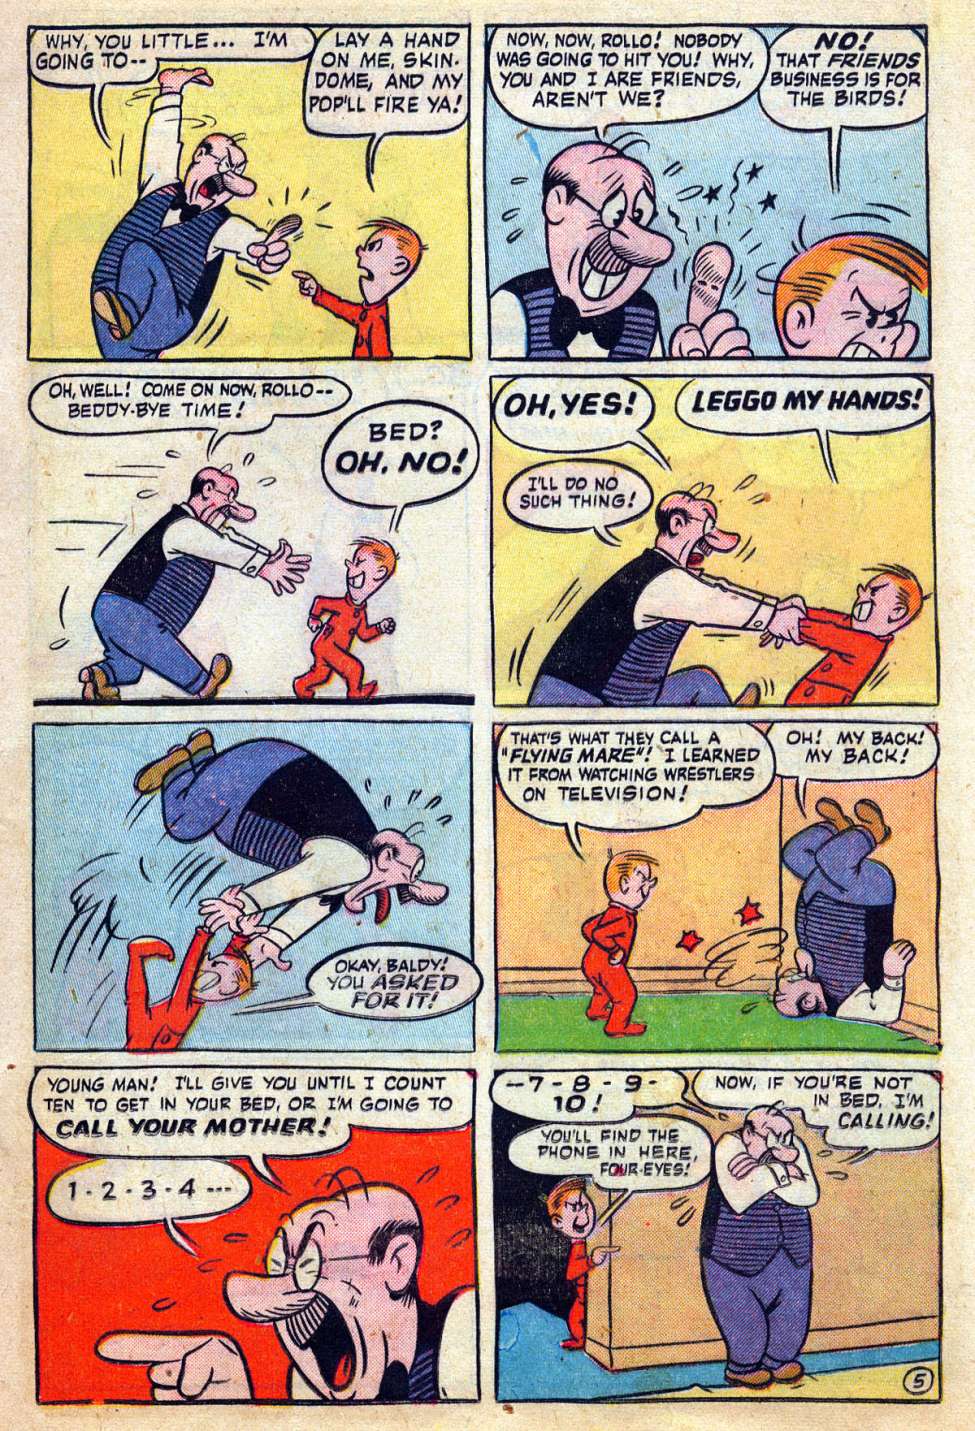 WHY, YOU LITTLE... I'M
GOING TO--
LAY A HAND
ON ME, SKIN-
DOME, AND MY
POP'LL FIRE YA!
NOW, NOW, ROLLO! NOBODY
WAS GOING TO HIT YOU! WHY,
YOU AND I ARE FRIENDS,
AREN'T WE?
NO!
THAT FRIENDS
BUSINESS IS FOR
THE BIRDS!
OH, WELL! COME ON NOW, ROLLO--
BEDDY-BYE TIME!
BED?
OH, NO!
OH, YES!
LEGGO MY HANDS!
I'LL DO NO
SUCH THING!
OKAY, BALDY!
YOU ASKED
FOR IT!
THAT'S WHAT THEY CALL A
"FLYING MARE"! I LEARNED
IT FROM WATCHING WRESTLERS
ON TELEVISION!
OH! MY BACK!
MY BACK!
YOUNG MAN! I'LL GIVE YOU UNTIL I COUNT
TEN TO GET IN YOUR BED, OR I'M GOING TO
CALL YOUR MOTHER!
1-2-3-4---
--7-8-9-
10!
NOW, IF YOU'RE NOT
IN BED, I'M
CALLING!
YOU'LL FIND THE
PHONE IN HERE,
FOUR-EYES!
5